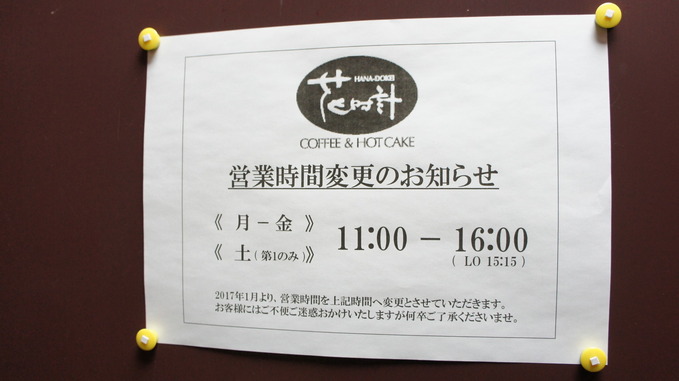 HANA-DOKEI
花時計
COFFEE & HOT CAKE
営業時間変更のお知らせ
《 月－金 》
《 土(第1のみ)》
11:00 － 16:00
( LO 15:15 )
2017年1月より、営業時間を上記時間へ変更とさせていただきます。
お客様にはご不便ご迷惑おかけいたしますが何卒ご了承くださいませ。